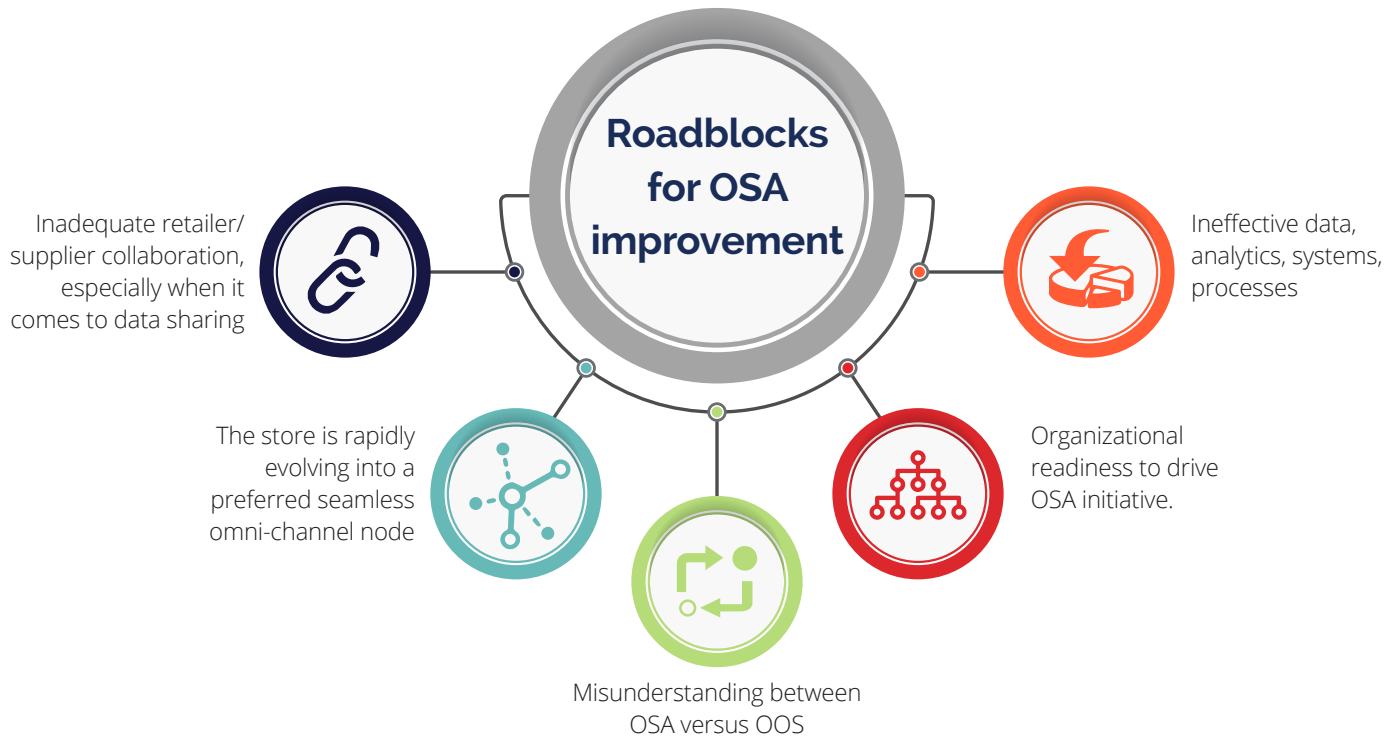 Roadblocks
for OSA
improvement
Inadequate retailer/
supplier collaboration,
especially when it
comes to data sharing
The store is rapidly
evolving into a
preferred seamless
omni-channel node
Misunderstanding between
OSA versus OOS
Organizational
readiness to drive
OSA initiative.
Ineffective data,
analytics, systems,
processes